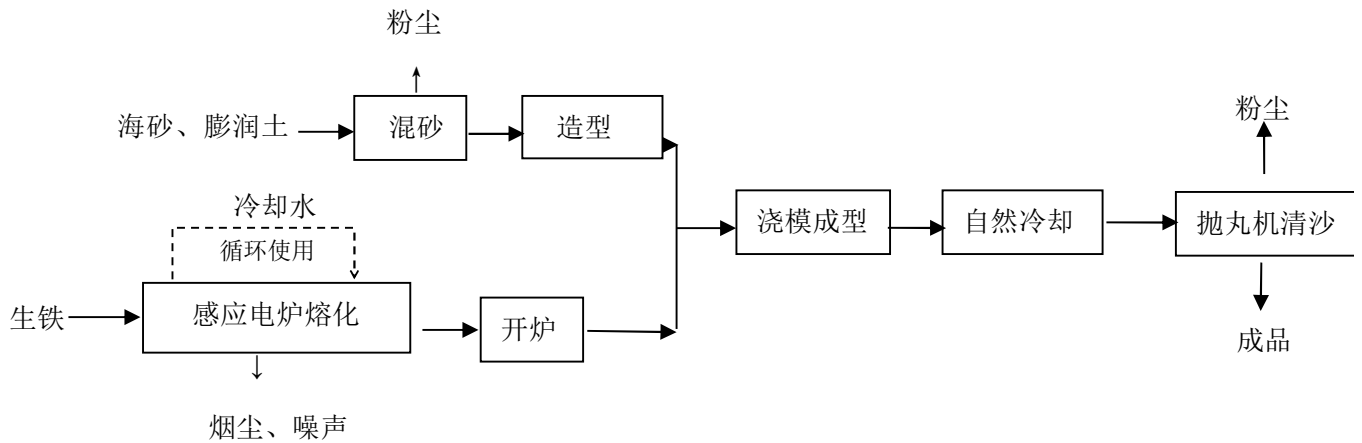 粉尘
海砂、膨润土
混砂
造型
粉尘
冷却水
循环使用
浇模成型
自然冷却
抛丸机清沙
生铁
感应电炉熔化
开炉
成品
烟尘、噪声